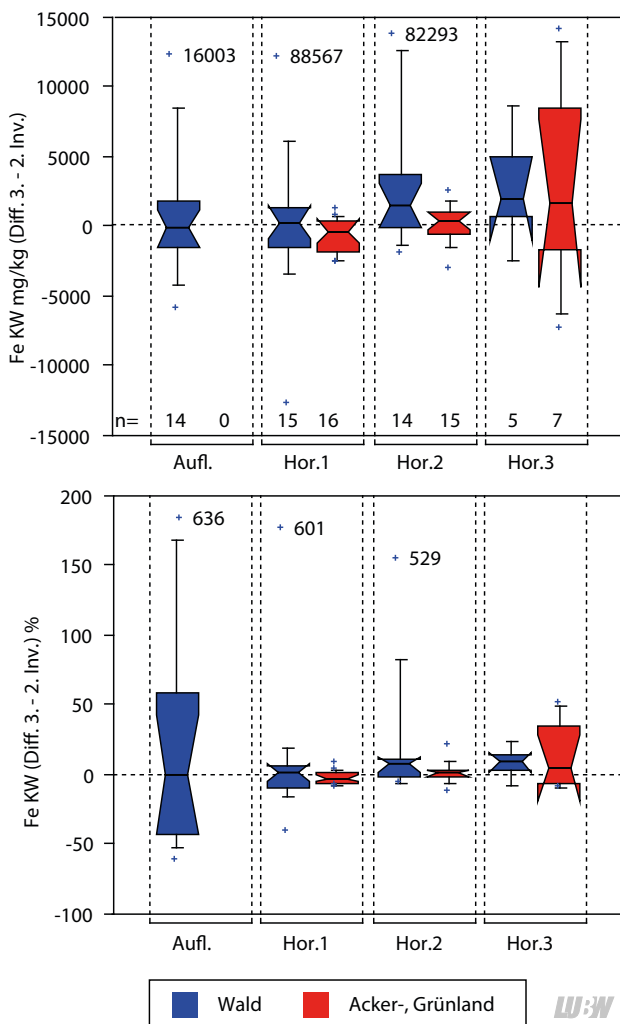 15000
16003
88567
82293
10000
5000
0
-5000
-10000
-15000
Fe KW mg/kg (Diff. 3. - 2. Inv.)
n= 14 0 15 16 14 15 5 7
Aufl. Hor.1 Hor.2 Hor.3
200
636
601
529
150
100
50
0
-50
-100
Fe KW (Diff. 3. - 2. Inv.) %
Aufl. Hor.1 Hor.2 Hor.3
Wald Acker-, Grünland
LUBW